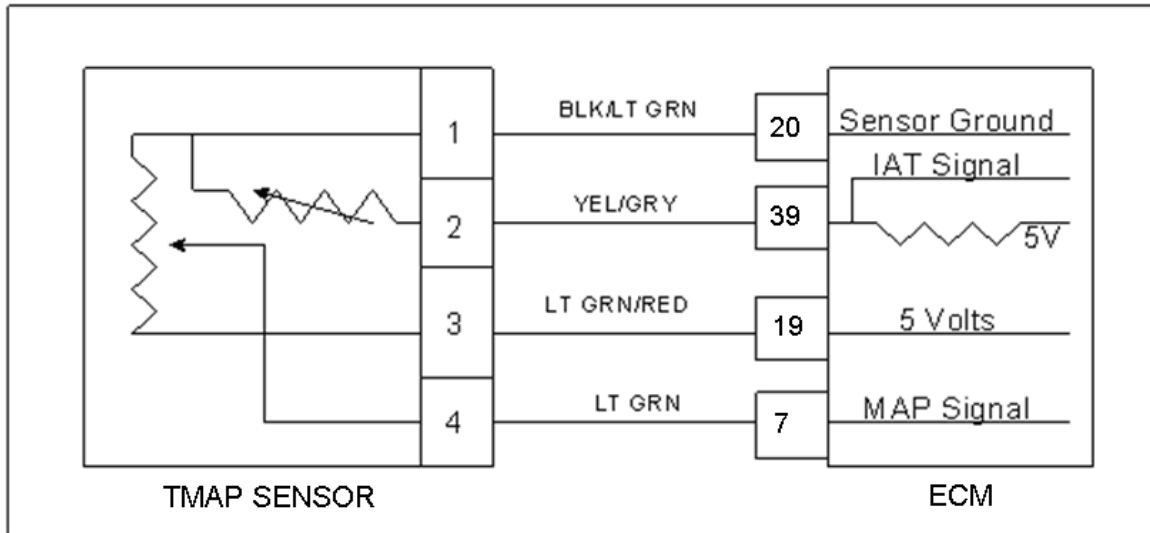 1 BLK/LT GRN 20 Sensor Ground
IAT Signal
2 YEL/GRY 39 5V
3 LT GRN/RED 19 5 Volts
4 LT GRN 7 MAP Signal
TMAP SENSOR ECM